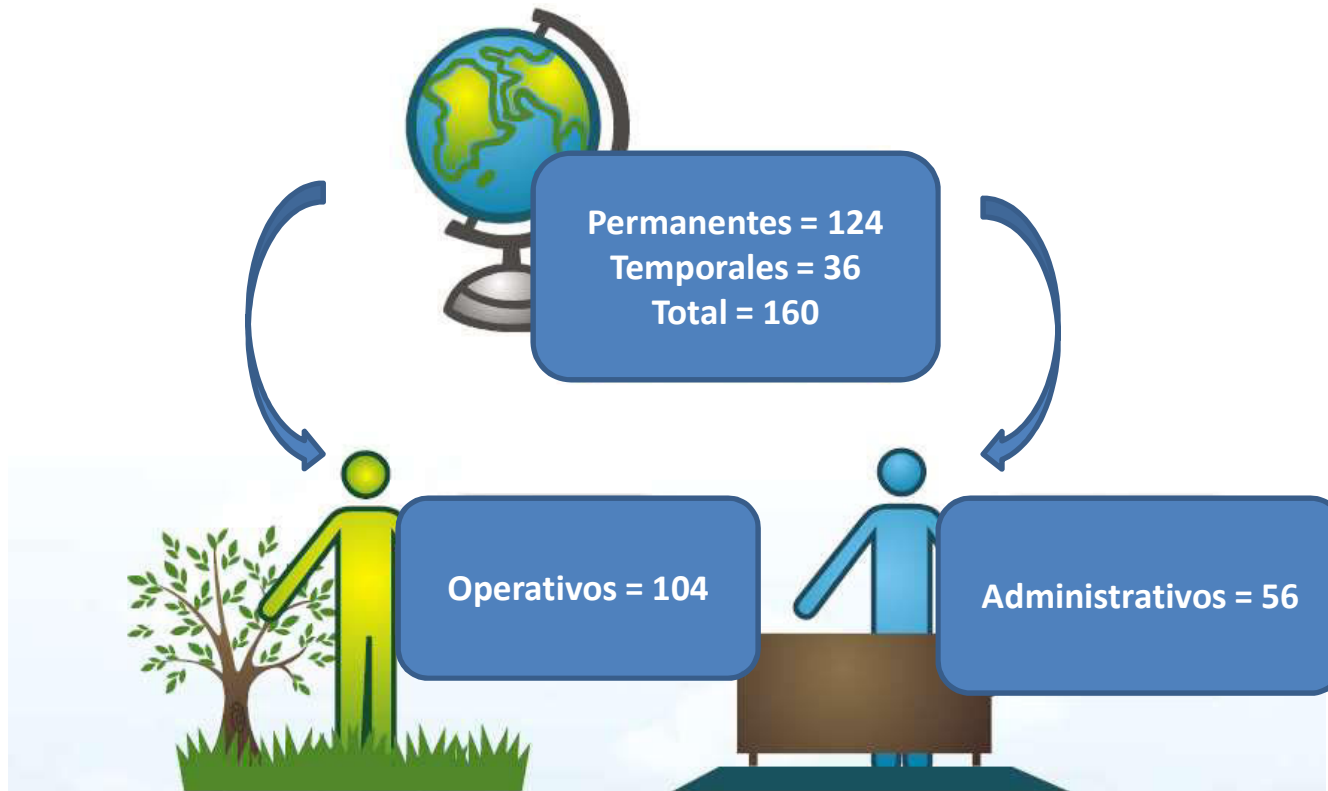 Permanentes = 124
Temporales = 36
Total = 160
Operativos = 104
Administrativos = 56